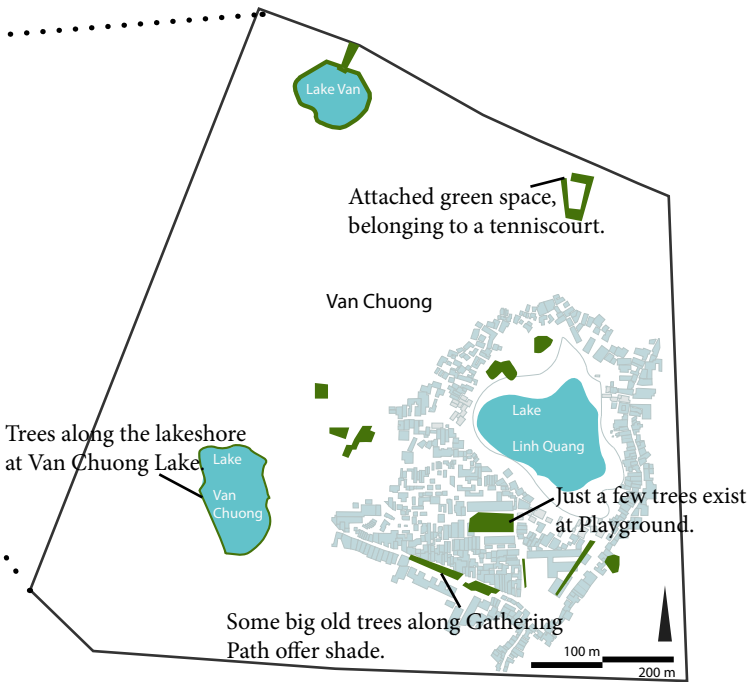 Lake Van
Attached green space,
belonging to a tenniscourt.
Van Chuong
Lake
Linh Quang
Trees along the lakeshore
at Van Chuong Lake.
Lake
Van
Chuong
Just a few trees exist
at Playground.
Some big old trees along Gathering
Path offer shade.
100 m
200 m